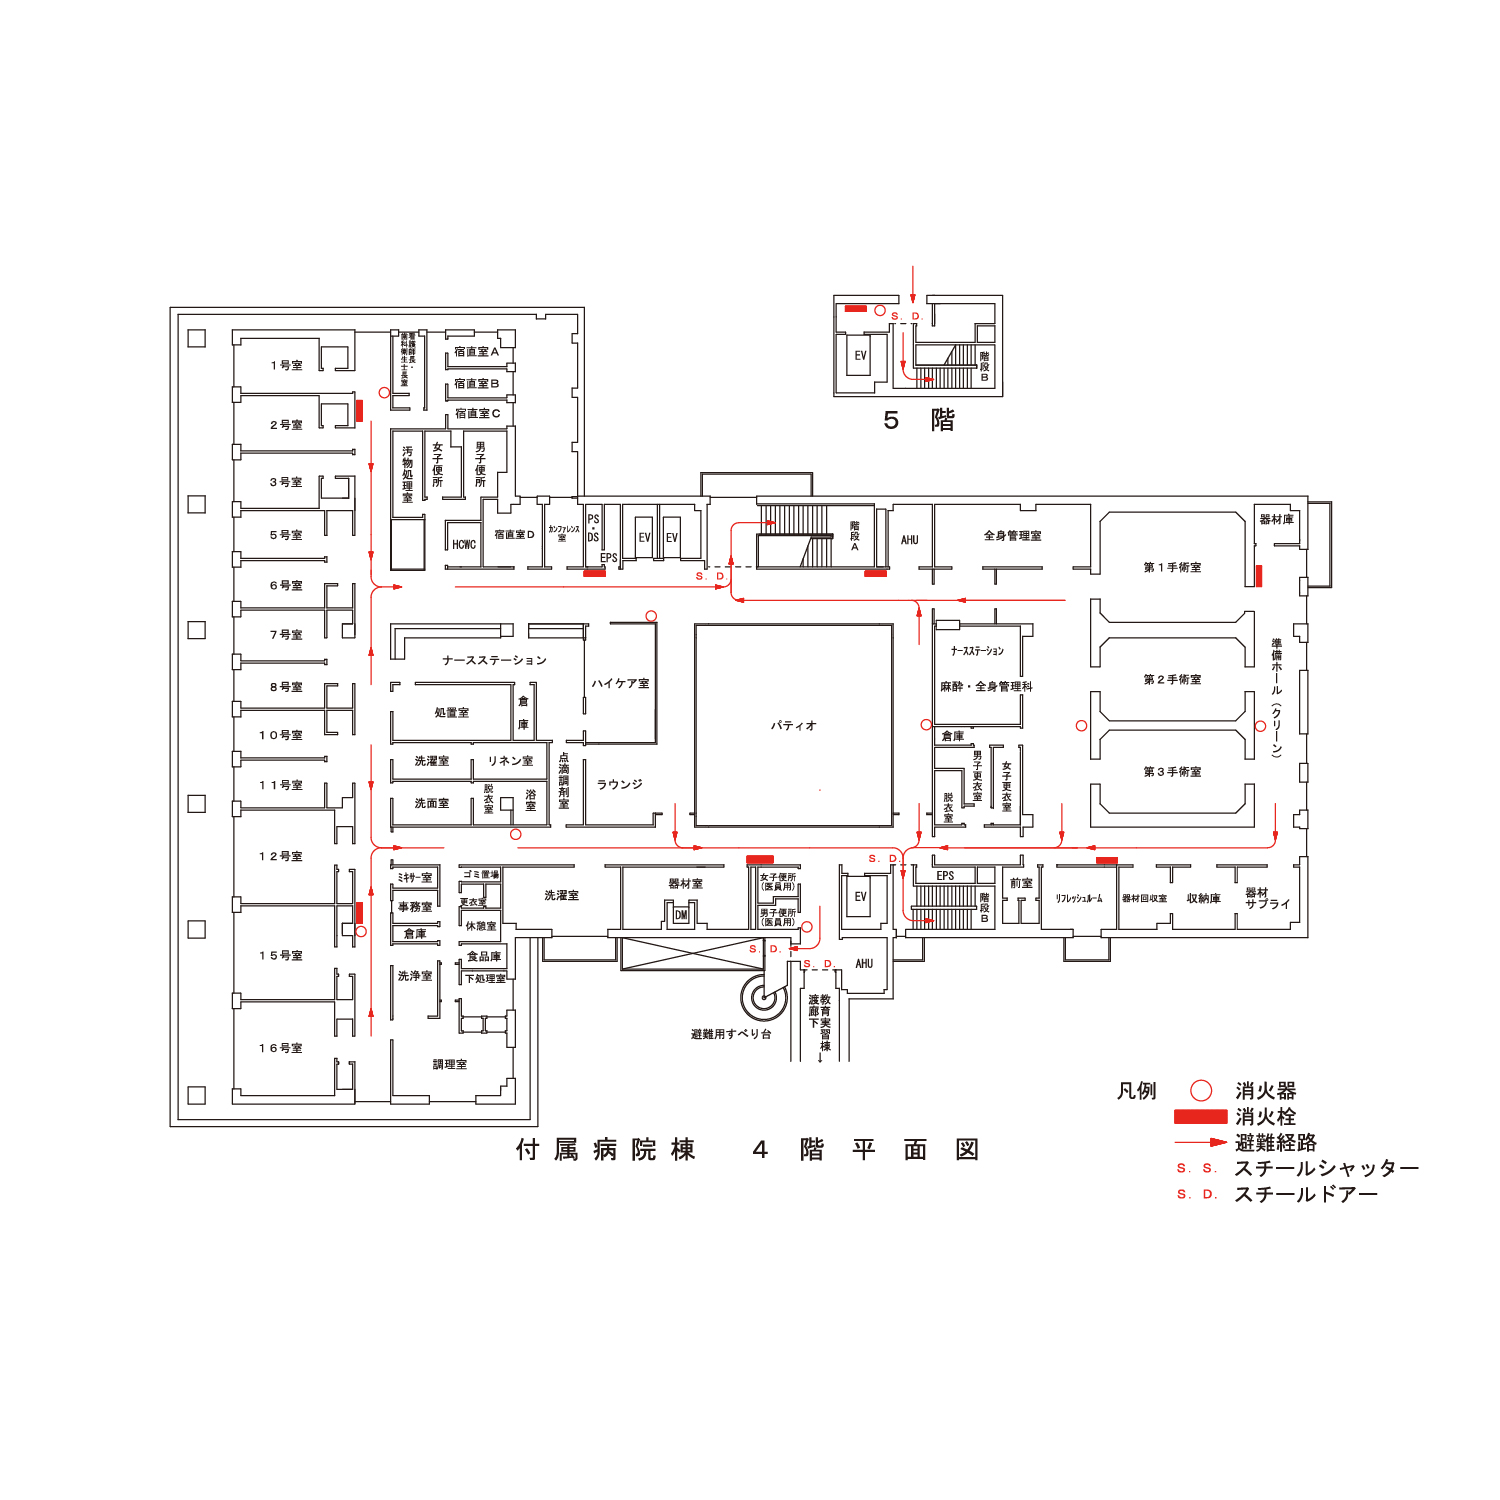 EV
S. D.
階段B
5 階
1号室
2号室
3号室
5号室
6号室
7号室
8号室
10号室
11号室
12号室
15号室
16号室
看護師長・
歯科衛生士長室
宿直室A
宿直室B
宿直室C
汚物処理室
女子便所
男子便所
HCWC
宿直室D
カンファレンス
室
PS
・
DS
EPS
EV
EV
S. D.
階段A
AHU
全身管理室
第1手術室
器材庫
ナースステーション
ハイケア室
処置室
倉庫
パティオ
ナースステーション
麻酔・全身管理科
第2手術室
準備ホール(クリーン)
洗濯室
リネン室
点滴調剤室
ラウンジ
倉庫
男子更衣室
女子更衣室
脱衣室
第3手術室
洗面室
脱衣室
浴室
S. D.
ミキサー室
ゴミ置場
事務室
更衣室
倉庫
休憩室
洗浄室
食品庫
下処理室
調理室
洗濯室
器材室
DM
女子便所
(医員用)
男子便所
(医員用)
EV
EPS
階段B
前室
リフレッシュルーム
器材回収室
収納庫
器材
サプライ
S. D.
S. D.
AHU
教育実習棟
渡廊下
避難用すべり台
付属病院棟 4階平面図
凡例
消火器
消火栓
避難経路
S. S. スチールシャッター
S. D. スチールドアー